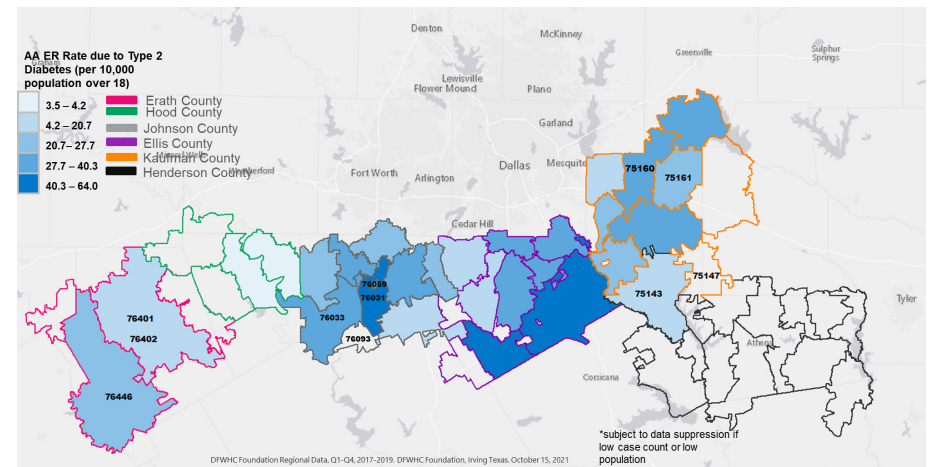 Denton
McKinney
Greenville
Sulphur
Springs
AA ER Rate due to Type 2
Diabetes (per 10,000
population over 18)
3.5 – 4.2
4.2 – 20.7
20.7– 27.7
27.7 – 40.3
40.3 – 64.0
Erath County
Hood County
Johnson County
Ellis County
Kaufman County
Henderson County
Lewisville
Flower Mound
Plano
Garland
Dallas
Mesquite
Fort Worth
Arlington
Cedar Hill
75160
75161
76059
76031
76033
76093
76401
76402
76446
75147
75143
Tyler
Athens
Corsicana
*subject to data suppression if
low case count or low
population
DFWHC Foundation Regional Data, Q1-Q4, 2017-2019. DFWHC Foundation, Irving Texas. October 15, 2021